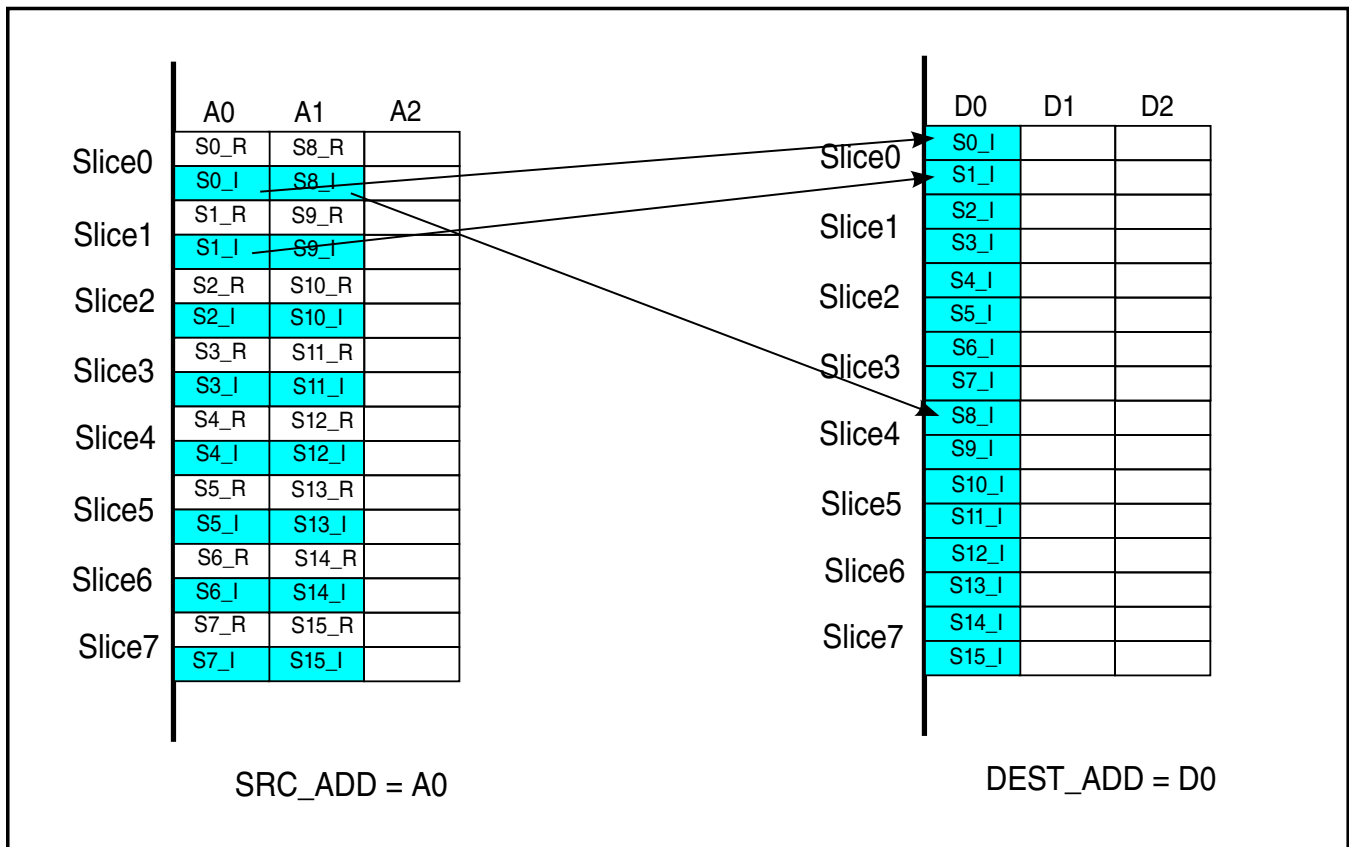 A0 A1 A2
Slice0 S0_R S8_R
S0_I S8_I
Slice1 S1_R S9_R
S1_I S9_I
Slice2 S2_R S10_R
S2_I S10_I
Slice3 S3_R S11_R
S3_I S11_I
Slice4 S4_R S12_R
S4_I S12_I
Slice5 S5_R S13_R
S5_I S13_I
Slice6 S6_R S14_R
S6_I S14_I
Slice7 S7_R S15_R
S7_I S15_I
SRC_ADD = A0
D0 D1 D2
Slice0 S0_I
S1_I
Slice1 S2_I
S3_I
Slice2 S4_I
S5_I
Slice3 S6_I
S7_I
Slice4 S8_I
S9_I
Slice5 S10_I
S11_I
Slice6 S12_I
S13_I
Slice7 S14_I
S15_I
DEST_ADD = D0